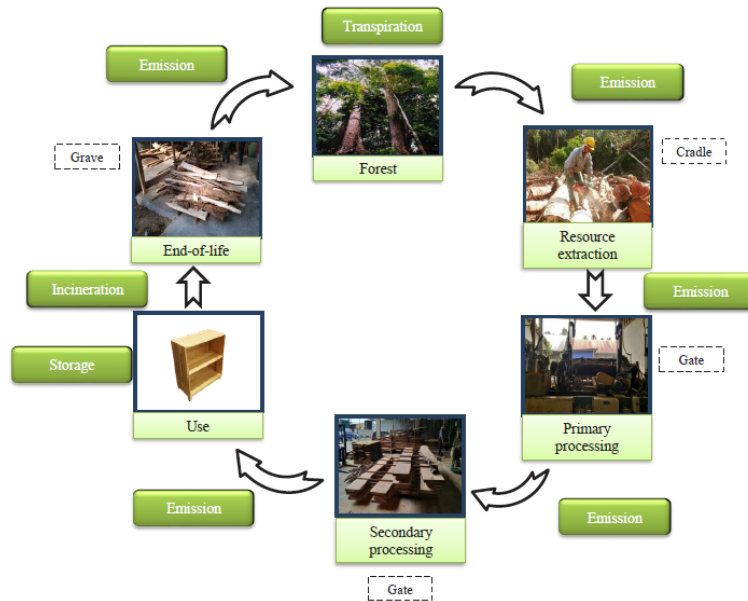 Transpiration
Emission
Emission
Forest
Grave
Cradle
End-of-life
Resource
extraction
Incineration
Emission
Storage
Gate
Use
Primary
processing
Emission
Emission
Secondary
processing
Gate